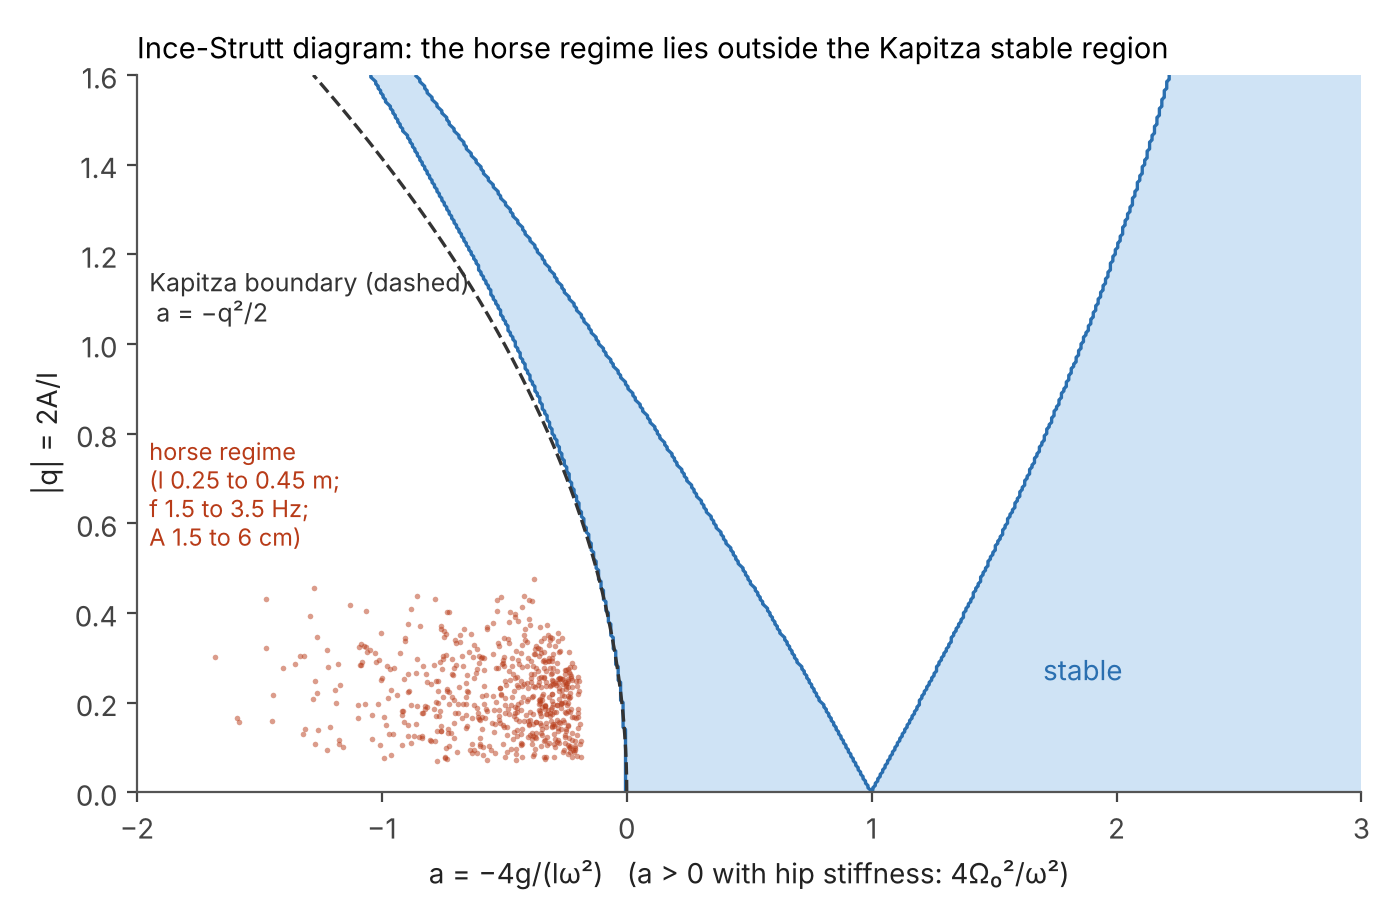 Ince-Strutt diagram: the horse regime lies outside the Kapitza stable region
1.6
1.4
1.2
1.0
0.8
0.6
0.4
0.2
0.0
|q| = 2A/l
Kapitza boundary (dashed)
a = −q²/2
horse regime
(l 0.25 to 0.45 m;
f 1.5 to 3.5 Hz;
A 1.5 to 6 cm)
stable
−2 −1 0 1 2 3
a = −4g/(lω²) (a > 0 with hip stiffness: 4Ω₀²/ω²)